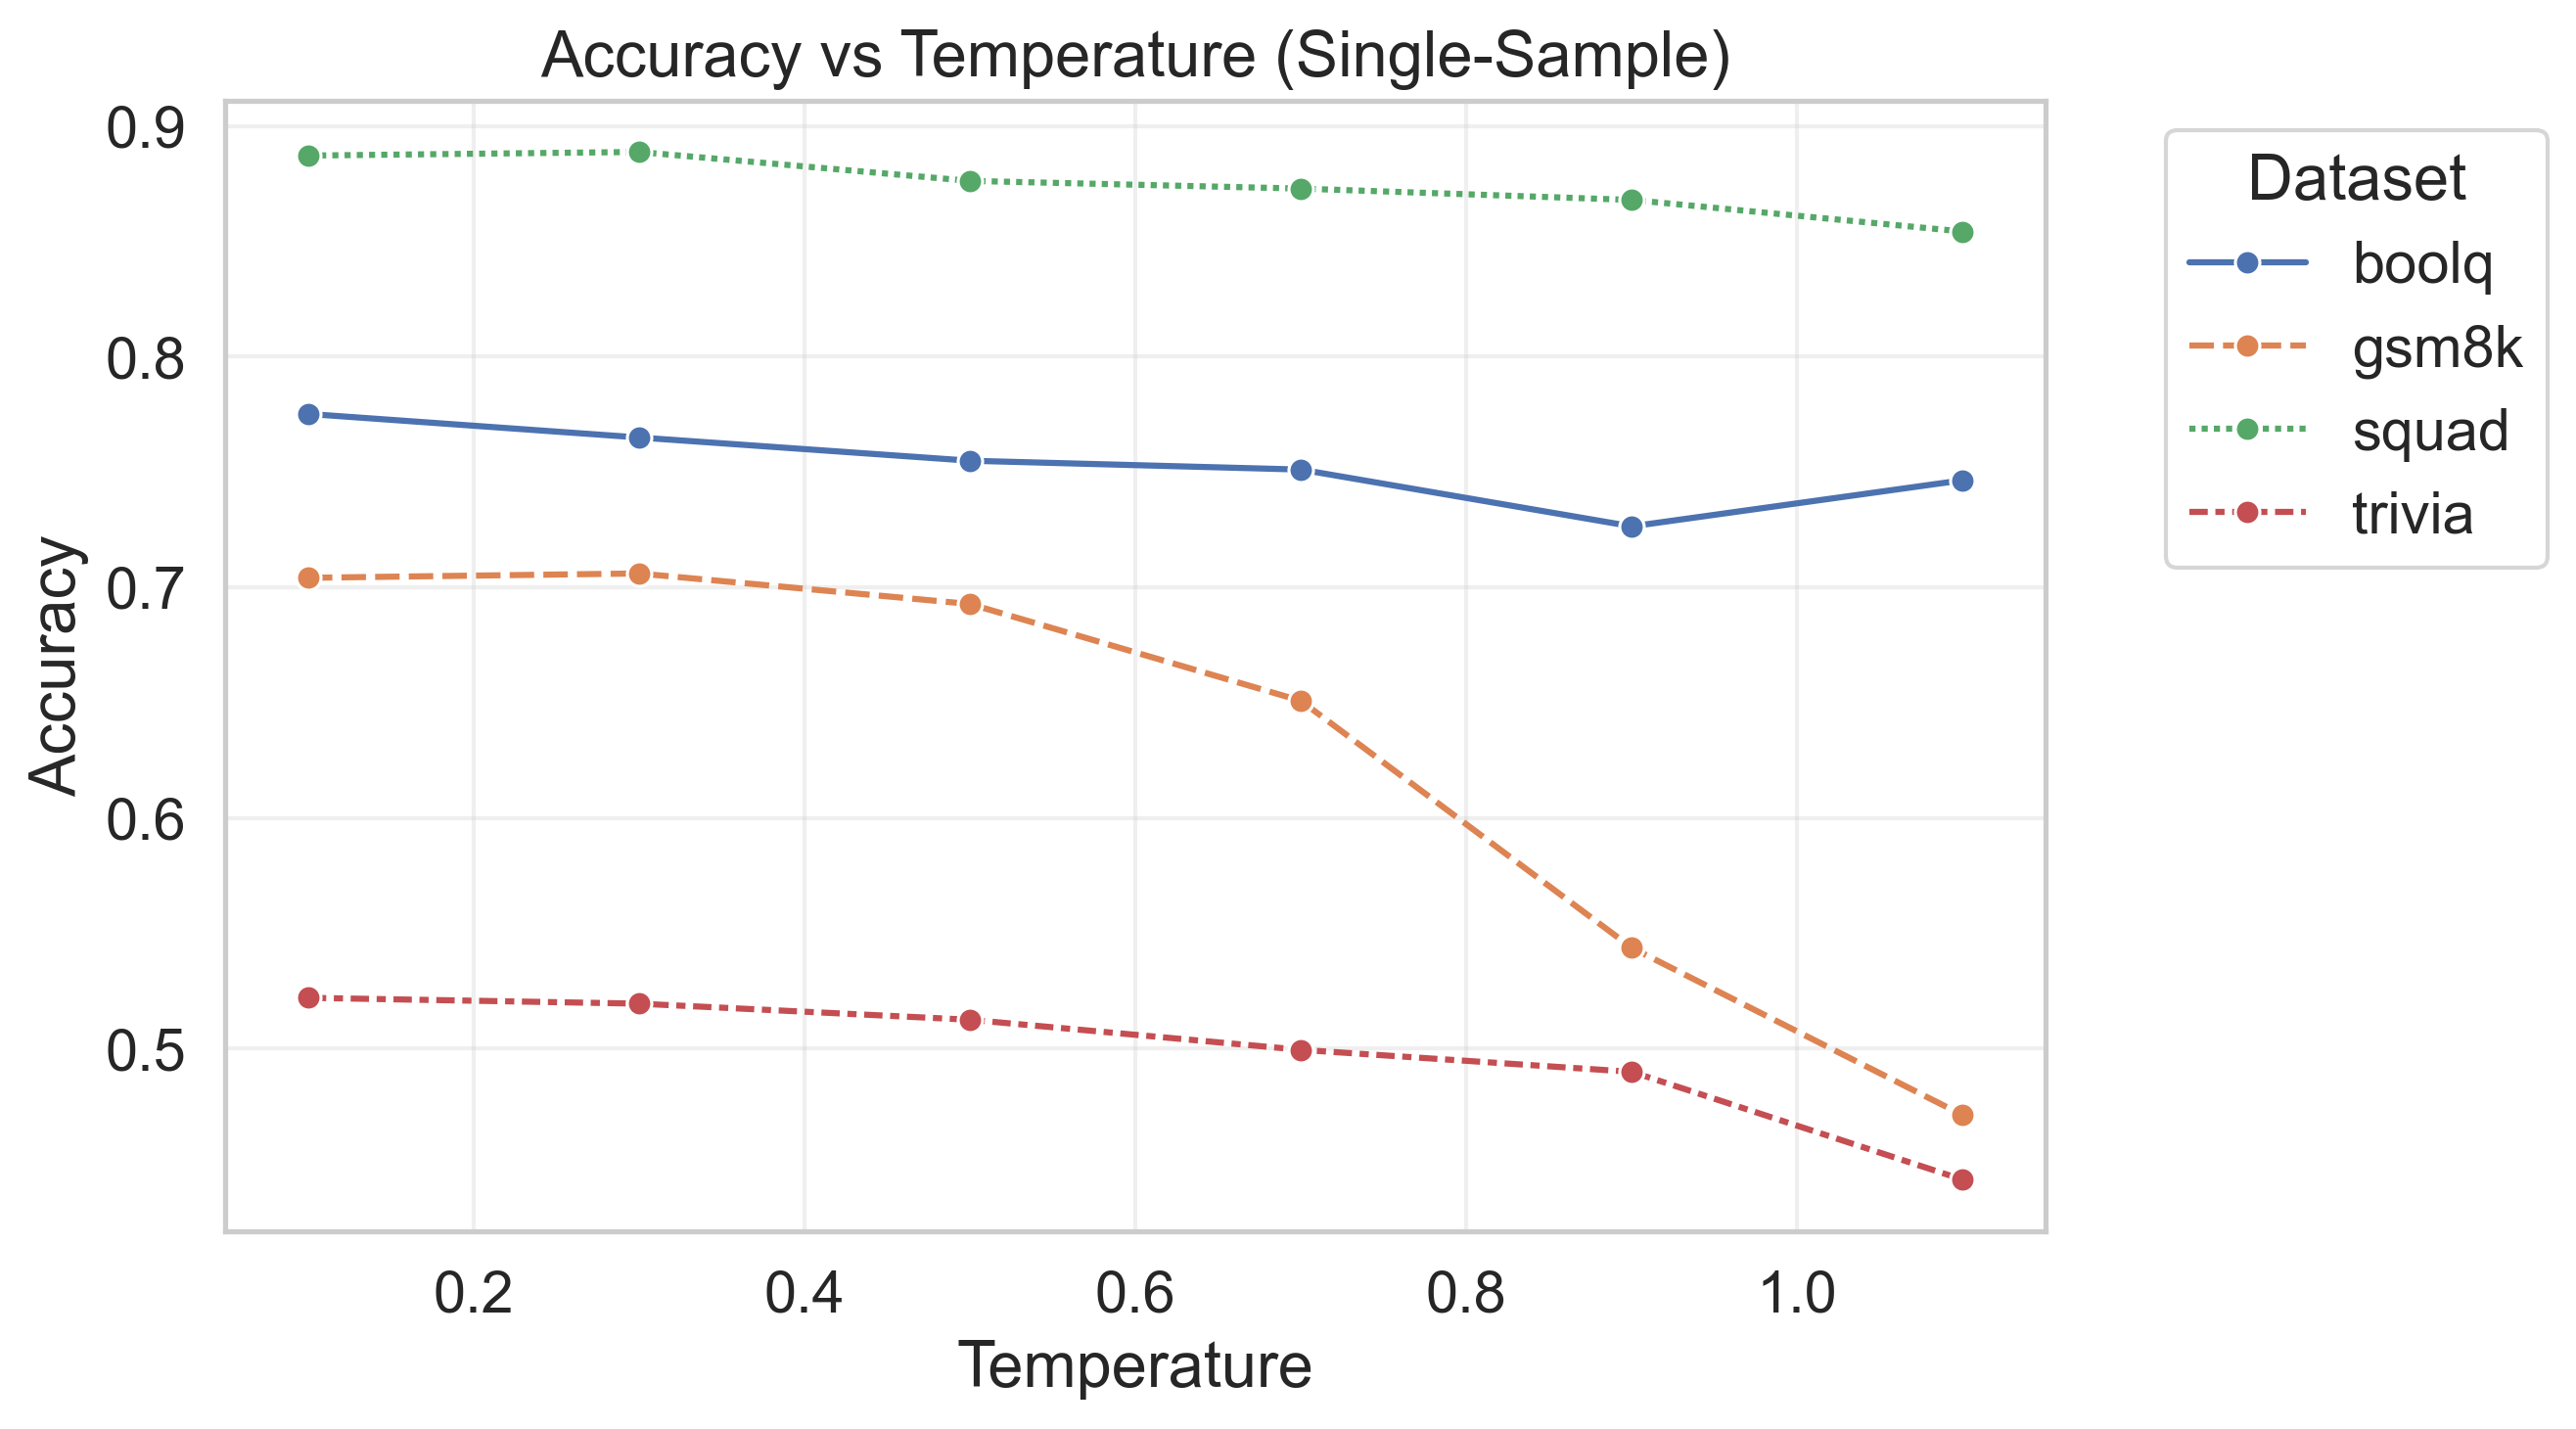 Accuracy vs Temperature (Single-Sample)
0.9
0.8
0.7
0.6
0.5
Accuracy
0.2 0.4 0.6 0.8 1.0
Temperature
Dataset
boolq
gsm8k
squad
trivia